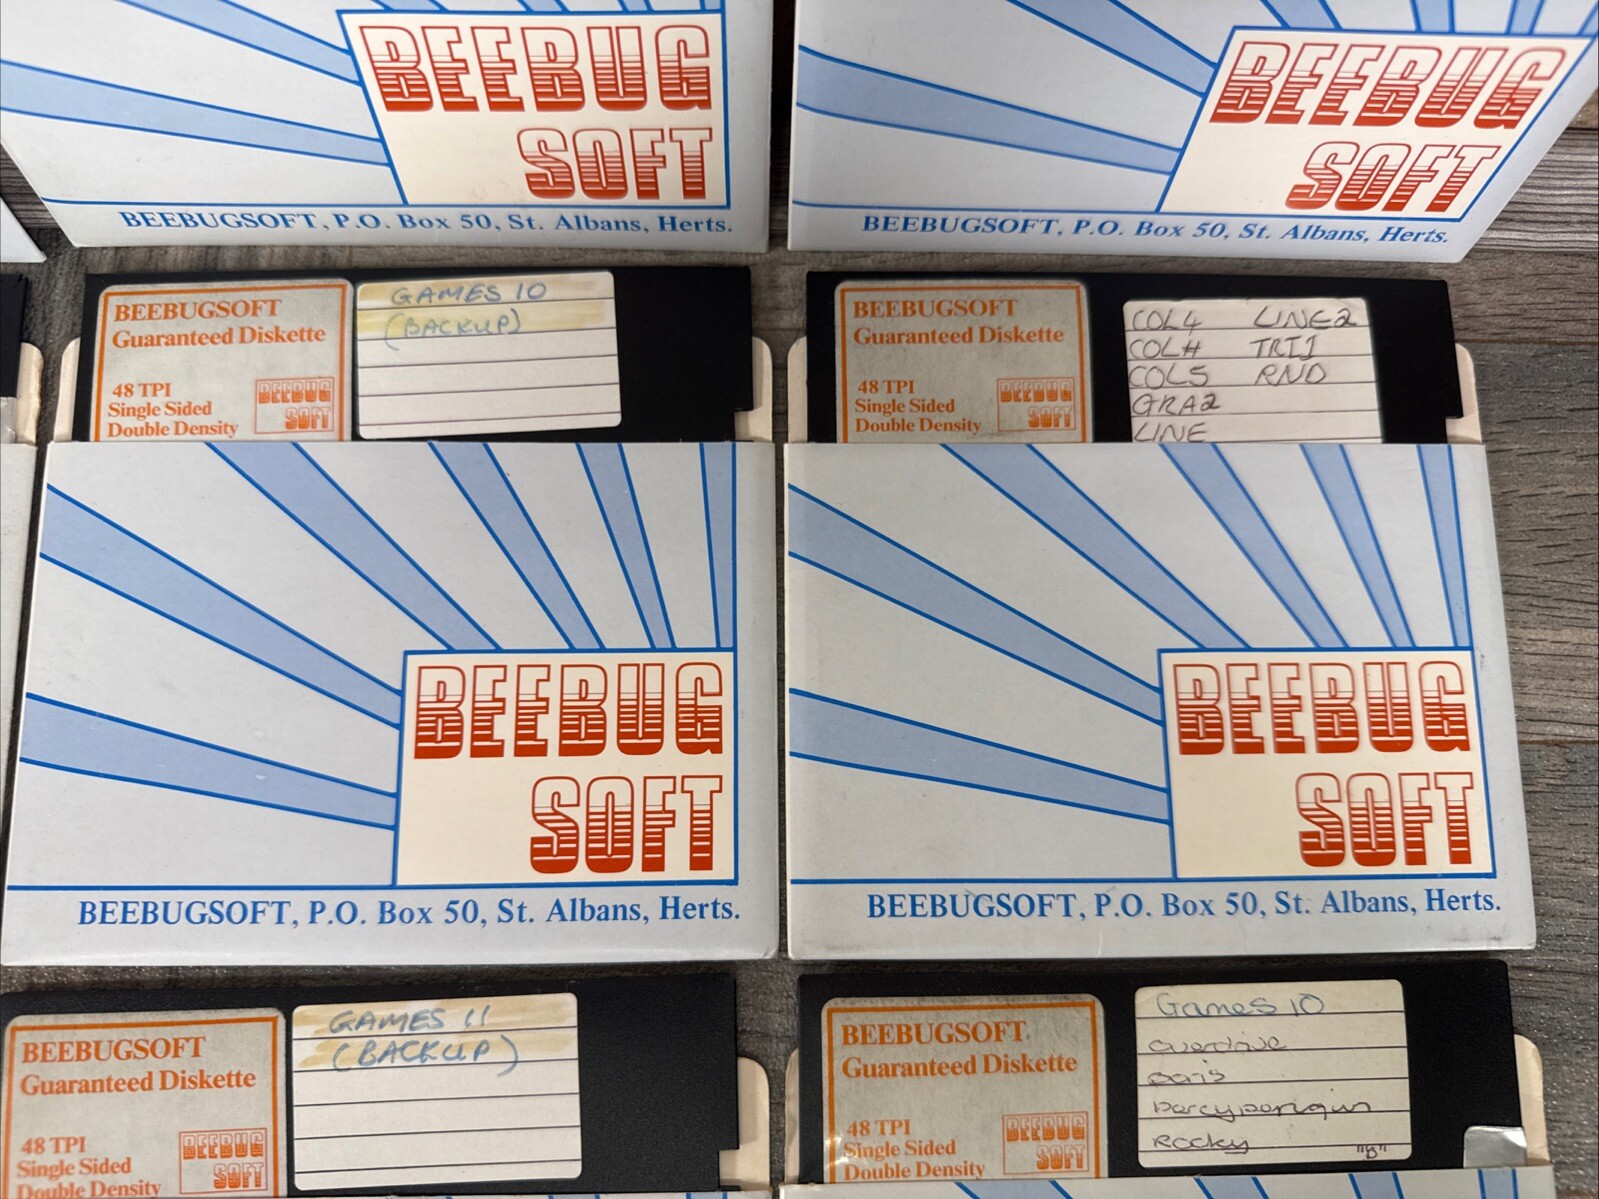 BEEBUG
SOFT
BEEBUGSOFT, P.O. Box 50, St. Albans, Herts.
BEEBUG
SOFT
BEEBUGSOFT, P.O. Box 50, St. Albans, Herts.
BEEBUGSOFT
Guaranteed Diskette
48 TPI
Single Sided
Double Density
BEEBUG
SOFT
GAMES 10
(BACKUP)
BEEBUGSOFT
Guaranteed Diskette
48 TPI
Single Sided
Double Density
BEEBUG
SOFT
COL4 LINE2
COLH TRI1
COL5 RND
GRA2
LINE
BEEBUG
SOFT
BEEBUGSOFT, P.O. Box 50, St. Albans, Herts.
BEEBUG
SOFT
BEEBUGSOFT, P.O. Box 50, St. Albans, Herts.
BEEBUGSOFT
Guaranteed Diskette
48 TPI
Single Sided
Double Density
BEEBUG
SOFT
GAMES 11
(BACKUP)
BEEBUGSOFT
Guaranteed Diskette
48 TPI
Single Sided
Double Density
BEEBUG
SOFT
Games 10
overdrive
paris
Rocky "B"